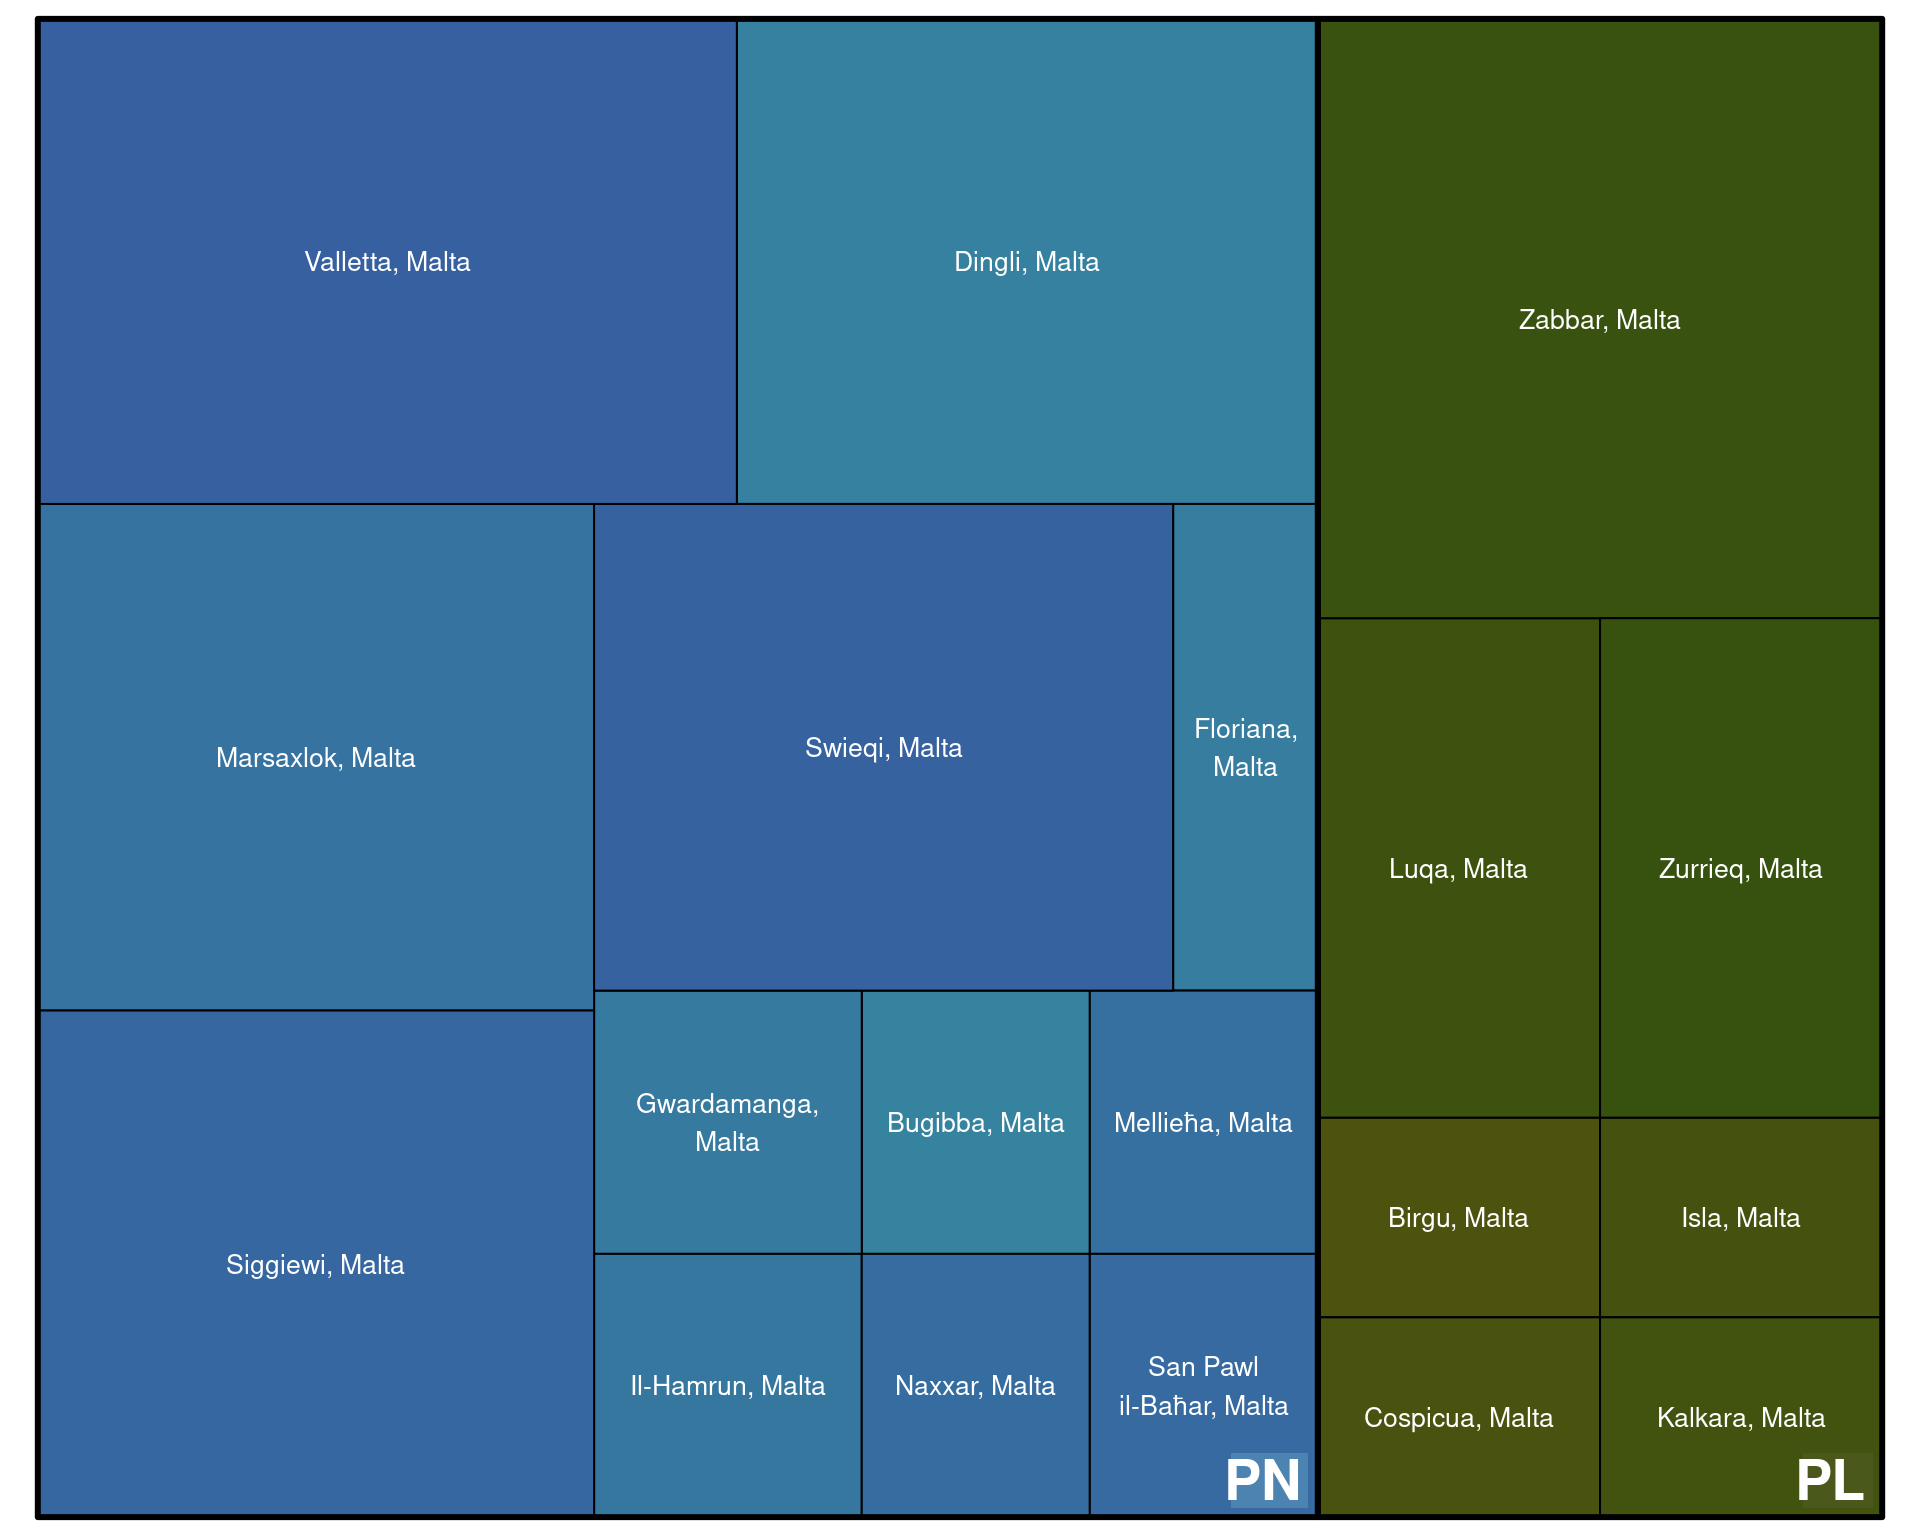 Valletta, Malta
Dingli, Malta
Zabbar, Malta
Marsaxlok, Malta
Swieqi, Malta
Floriana,
Malta
Luqa, Malta
Zurrieq, Malta
Siggiewi, Malta
Gwardamanga,
Malta
Bugibba, Malta
Mellieħa, Malta
Birgu, Malta
Isla, Malta
Il-Hamrun, Malta
Naxxar, Malta
San Pawl
il-Baħar, Malta
Cospicua, Malta
Kalkara, Malta
PN
PL